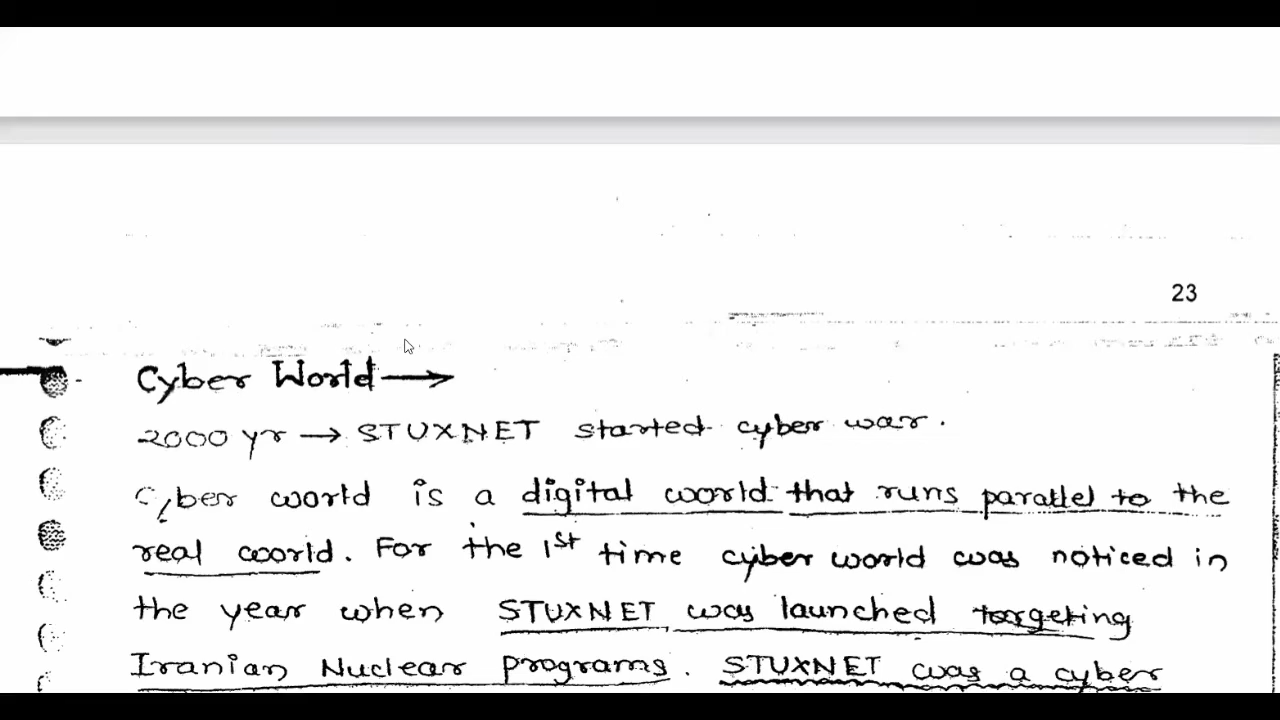 23
Cyber World →
2000 yr → STUXNET started cyber war.
Cyber world is a digital world that runs parallel to the
real world. For the 1st time cyber world was noticed in
the year when STUXNET was launched targeting
Iranian Nuclear programs. STUXNET was a cyber